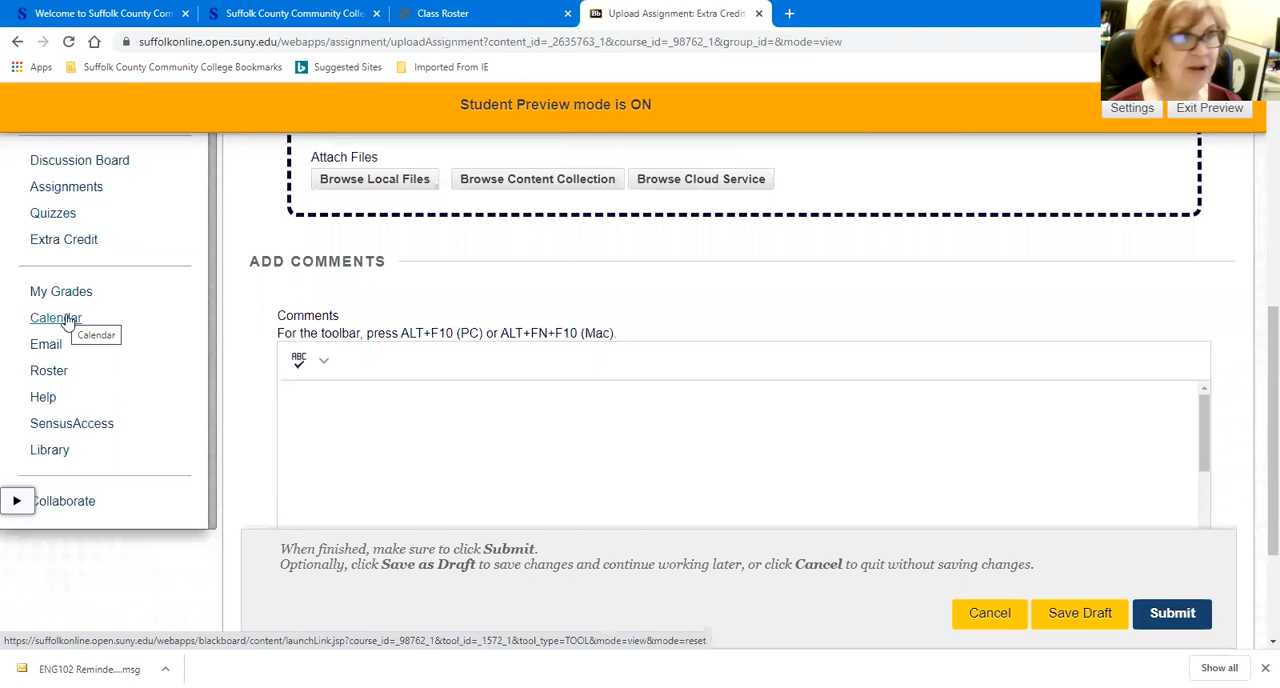 Welcome to Suffolk County Com
Suffolk County Community Colle
Class Roster
Upload Assignment: Extra Credit
suffolkonline.open.suny.edu/webapps/assignment/uploadAssignment?content_id=_2635763_1&course_id=_98762_1&group_id=&mode=view
Apps
Suffolk County Community College Bookmarks
Suggested Sites
Imported From IE
Student Preview mode is ON
Settings
Exit Preview
Discussion Board
Assignments
Quizzes
Extra Credit
My Grades
Calendar
Calendar
Email
Roster
Help
SensusAccess
Library
Collaborate
Attach Files
Browse Local Files
Browse Content Collection
Browse Cloud Service
ADD COMMENTS
Comments
For the toolbar, press ALT+F10 (PC) or ALT+FN+F10 (Mac).
ABC
When finished, make sure to click Submit.
Optionally, click Save as Draft to save changes and continue working later, or click Cancel to quit without saving changes.
Cancel
Save Draft
Submit
https://suffolkonline.open.suny.edu/webapps/blackboard/content/launchLink.jsp?course_id=_98762_1&tool_id=_1572_1&tool_type=TOOL&mode=view&mode=reset
ENG102 Reminde....msg
Show all